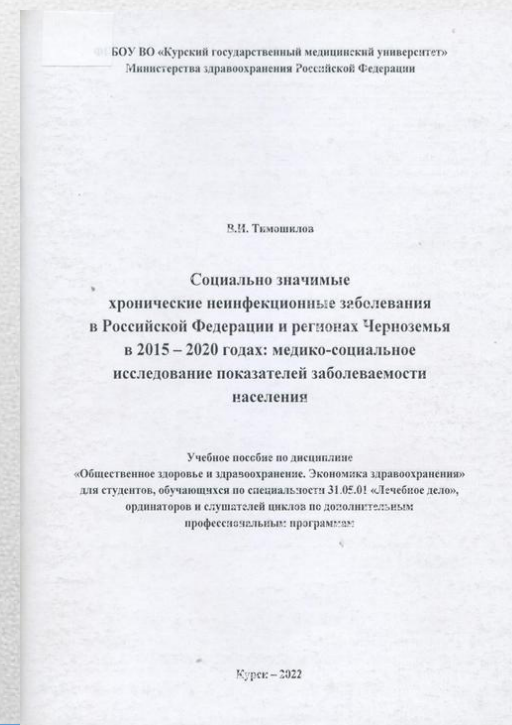 БОУ ВО «Курский государственный медицинский университет»
Министерства здравоохранения Российской Федерации
В.И. Тимошилов
Социально значимые
хронические неинфекционные заболевания
в Российской Федерации и регионах Черноземья
в 2015 – 2020 годах: медико-социальное
исследование показателей заболеваемости
населения
Учебное пособие по дисциплине
«Общественное здоровье и здравоохранение. Экономика здравоохранения»
для студентов, обучающихся по специальности 31.05.01 «Лечебное дело»,
ординаторов и слушателей циклов по дополнительным
профессиональным программам
Курск – 2022